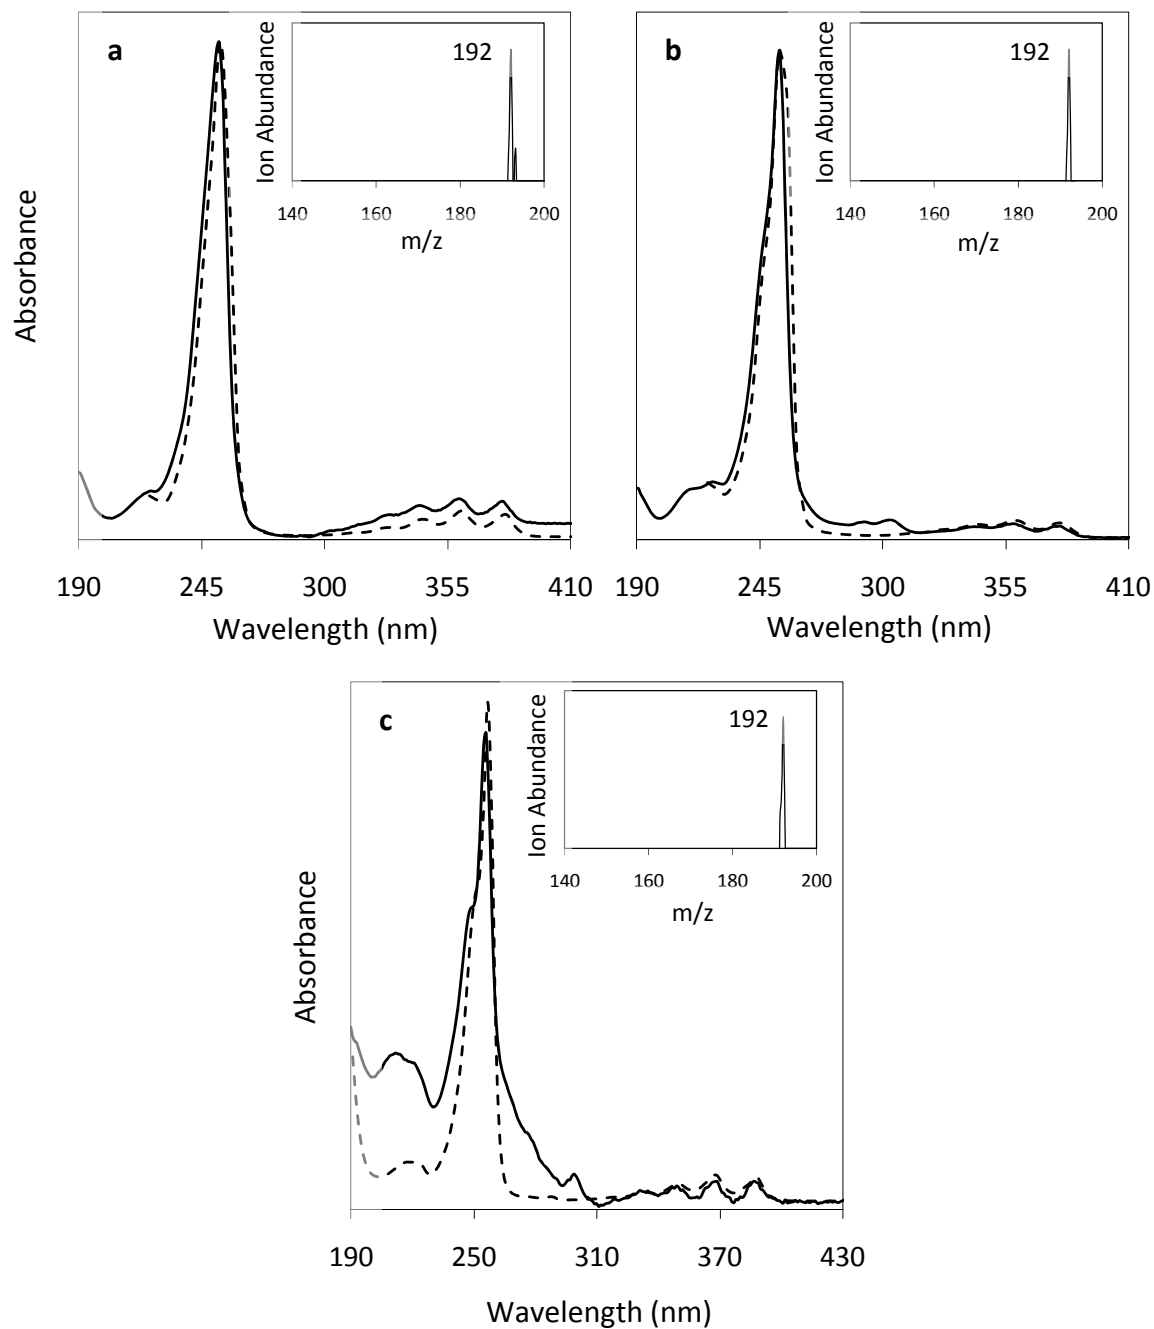 a
192
Ion Abundance
140 160 180 200
m/z
Absorbance
190 245 300 355 410
Wavelength (nm)
b
192
Ion Abundance
140 160 180 200
m/z
190 245 300 355 410
Wavelength (nm)
c
192
Ion Abundance
140 160 180 200
m/z
Absorbance
190 250 310 370 430
Wavelength (nm)